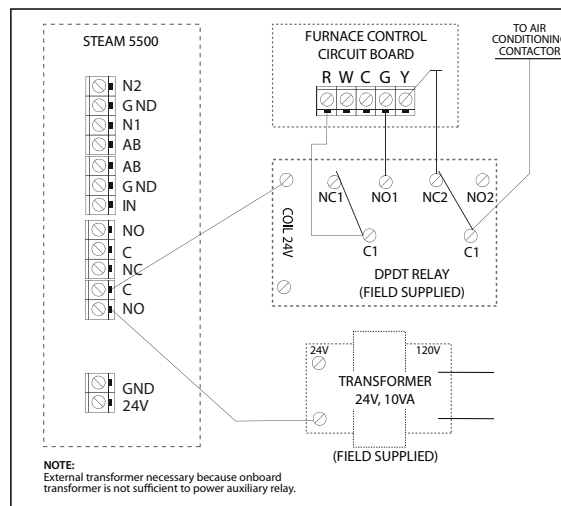 STEAM 5500
N2
GND
N1
AB
AB
GND
IN
NO
C
NC
C
NO
GND
24V
FURNACE CONTROL
CIRCUIT BOARD
R W C G Y
TO AIR
CONDITIONING
CONTACTOR
NC1
NO1
NC2
NO2
COIL 24V
C1
C1
DPDT RELAY
(FIELD SUPPLIED)
24V
120V
TRANSFORMER
24V, 10VA
(FIELD SUPPLIED)
NOTE:
External transformer necessary because onboard
transformer is not sufficient to power auxiliary relay.